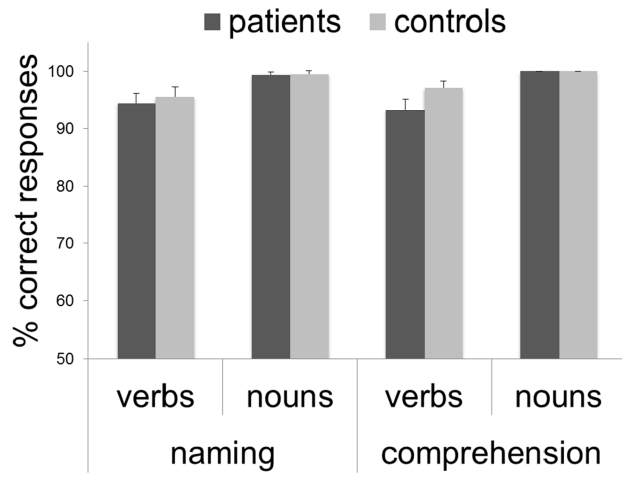 patients controls
% correct responses
100
90
80
70
60
50
verbs nouns verbs nouns
naming comprehension